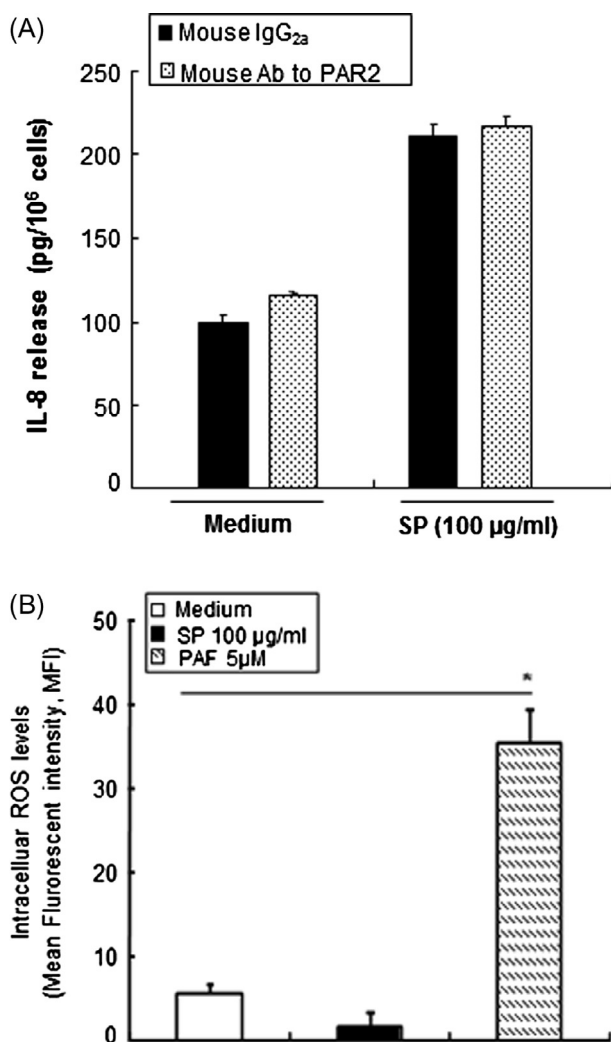 (A)
Mouse IgG2a
Mouse Ab to PAR2
IL-8 release (pg/10⁶ cells)
250
200
150
100
50
0
Medium
SP (100 µg/ml)
(B)
Medium
SP 100 µg/ml
PAF 5µM
Intracelluar ROS levels
(Mean Flurorescent intensity, MFI)
50
40
30
20
10
0
*